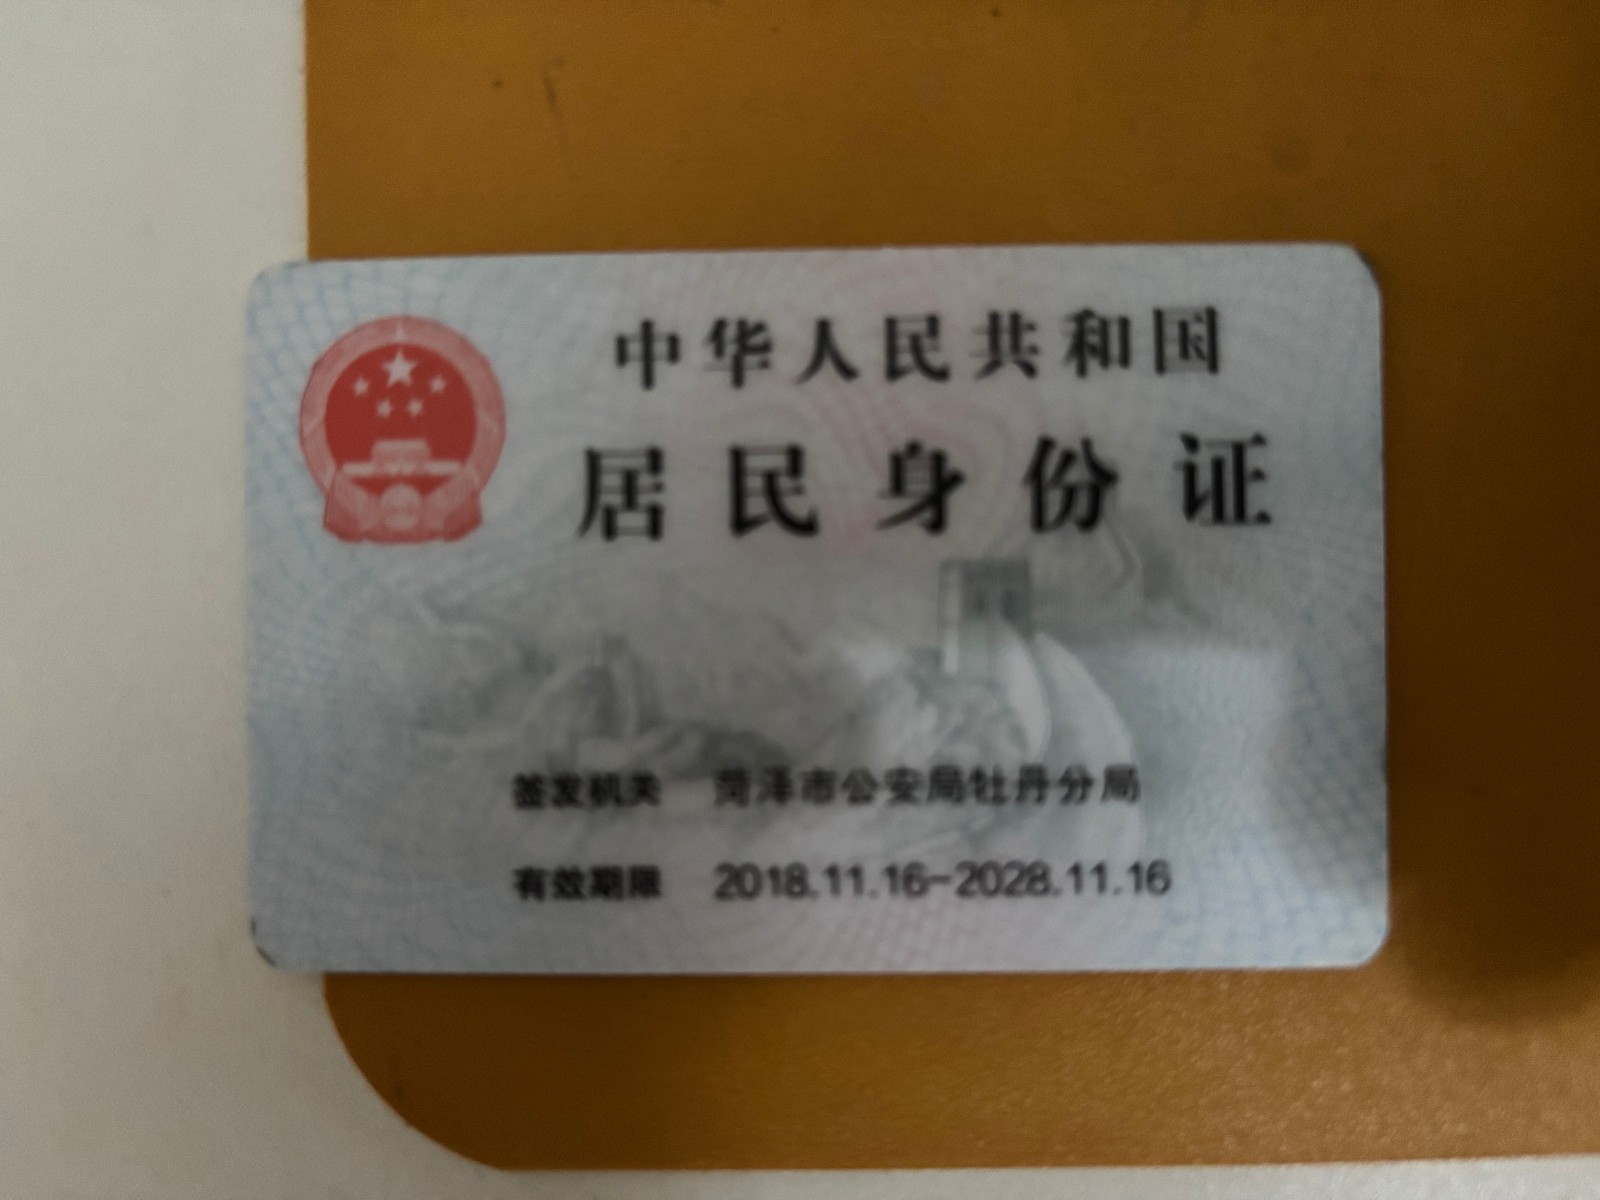 中华人民共和国
居民身份证
签发机关 菏泽市公安局牡丹分局
有效期限 2018.11.16-2028.11.16